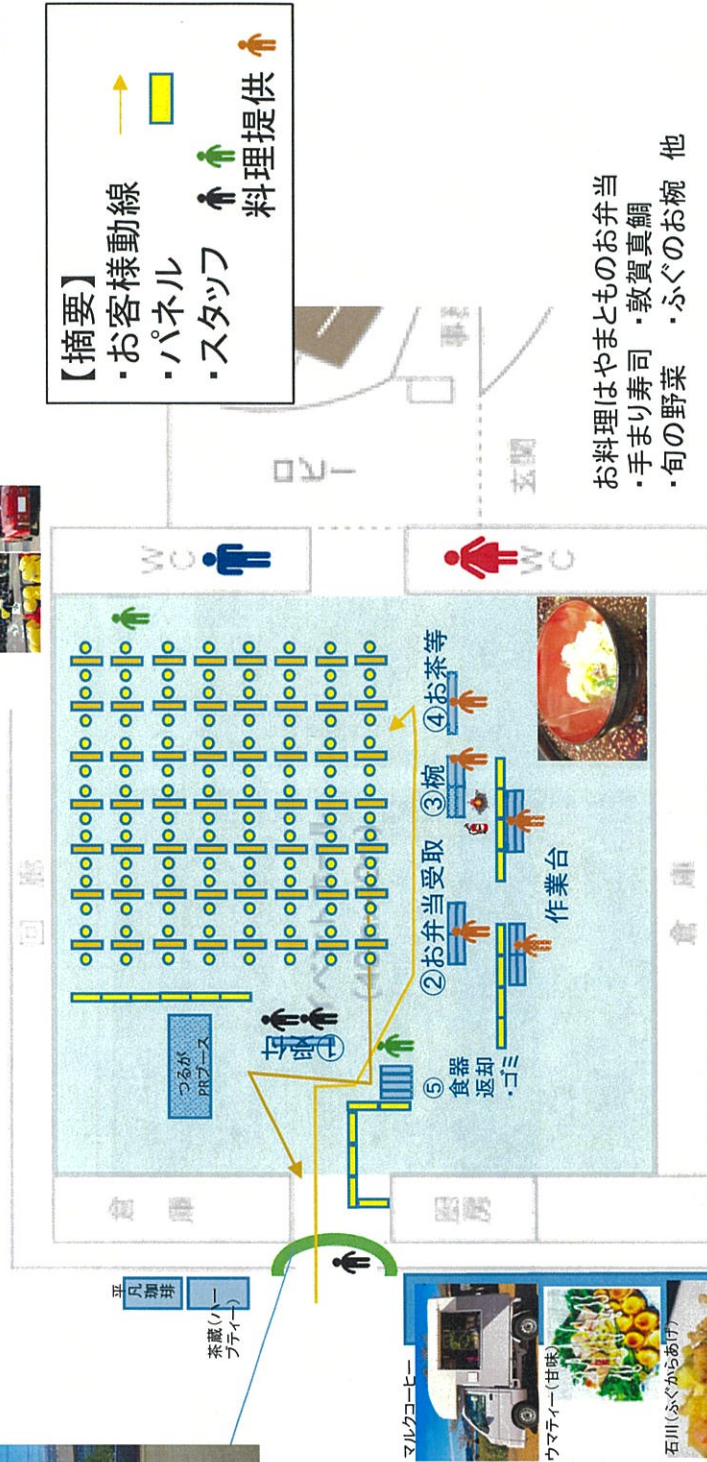 【摘要】
・お客様動線
・パネル
・スタッフ
料理提供
お料理はやまとものお弁当
・手まり寿司 ・敦賀真鯛
・旬の野菜 ・ふぐのお椀 他
回廊
ロビー
玄関
WC
WC
④お茶等
③椀
②お弁当受取
作業台
つるが
PRブース
①受付
⑤
食器
返却
・ゴミ
倉庫
倉庫
厨房
平凡
珈琲
茶蔵(ハー
ブティー)
マルクコーヒー
ウマティー(甘味)
石川(ふぐからあげ)